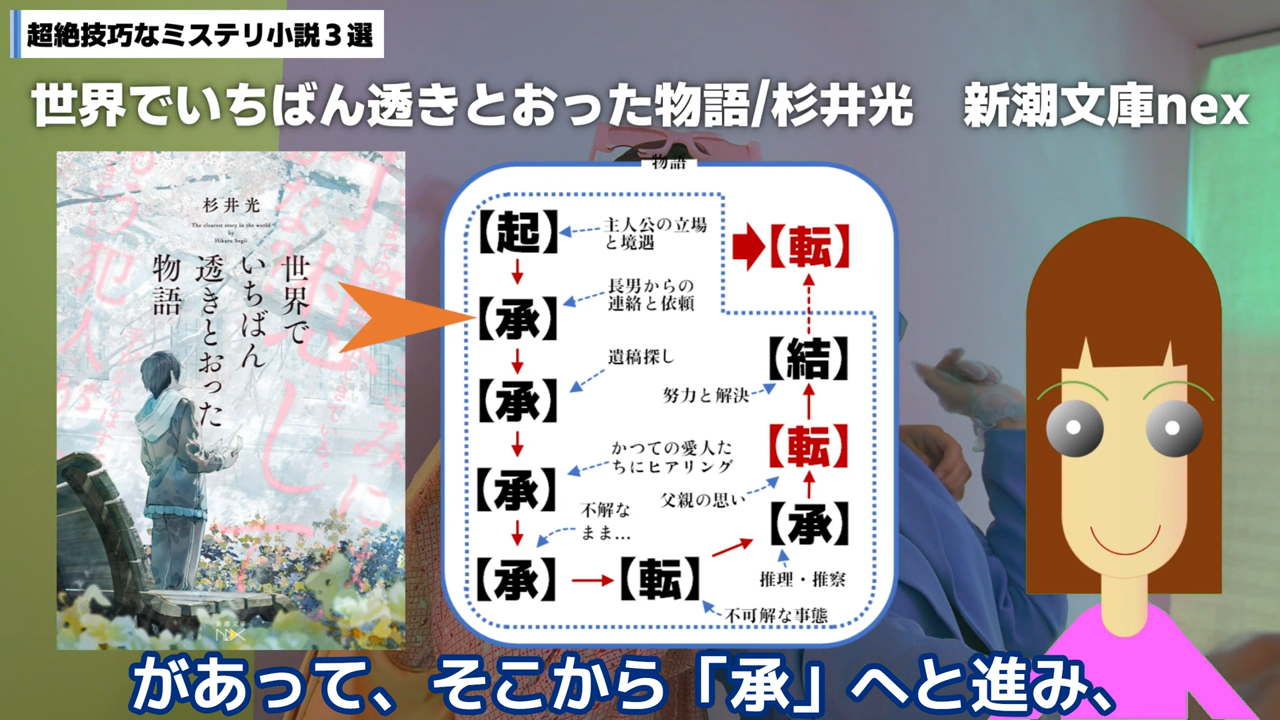 超絶技巧なミステリ小説３選
世界でいちばん透きとおった物語/杉井光　新潮文庫nex
杉井光
The clearest story in the world
by
Hikaru Sugii
世界で
いちばん
透きとおった
物語
新潮文庫
NEX
物語
【起】
主人公の立場
と境遇
【承】
長男からの
連絡と依頼
【承】
遺稿探し
【承】
かつての愛人た
ちにヒアリング
【承】
不解な
まま…
【転】
不可解な事態
【承】
推理・推察
【転】
父親の思い
【結】
努力と解決
【転】
があって、そこから「承」へと進み、